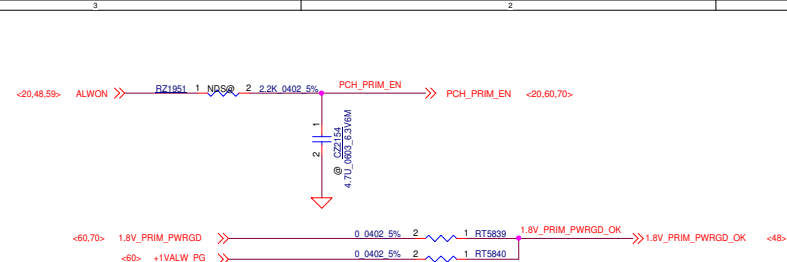 3 2
<20,48,59> ALWON RZ1951 1 NDS@ 2 2.2K_0402_5% PCH_PRIM_EN PCH_PRIM_EN <20,60,70>
1
2
@ CZ2154
4.7U_0603_6.3V6M
<60,70> 1.8V_PRIM_PWRGD 0_0402_5% 2 1 RT5839 1.8V_PRIM_PWRGD_OK 1.8V_PRIM_PWRGD_OK <48>
<60> +1VALW_PG 0_0402_5% 2 1 RT5840